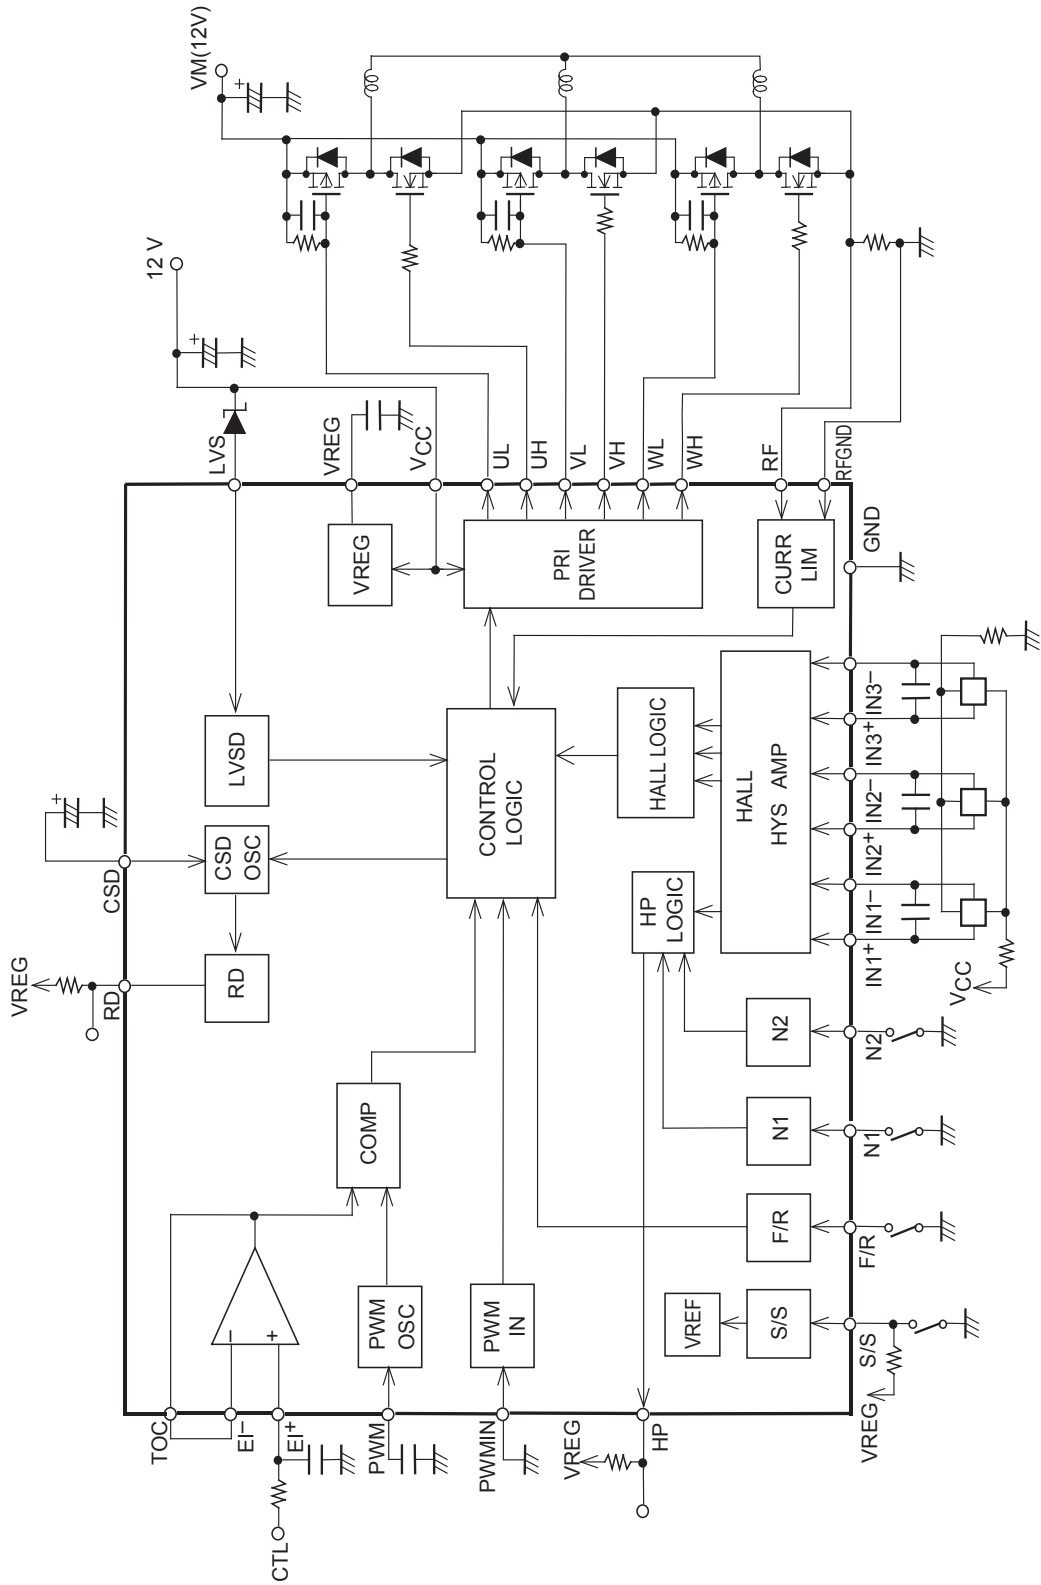 VM(12V)
+
12 V
+
LVS
VREG
VCC
UL
UH
VL
VH
WL
WH
RF
RFGND
VREG
PRI
DRIVER
CURR
LIM
GND
LVSD
CONTROL
LOGIC
HALL LOGIC
HALL
HYS AMP
IN3−
IN3+
IN2−
IN2+
IN1−
IN1+
VCC
+
CSD
CSD
OSC
HP
LOGIC
VREG
RD
RD
N2
N2
COMP
N1
N1
F/R
F/R
−
+
PWM
OSC
PWM
IN
VREF
S/S
S/S
VREG
TOC
EI−
EI+
PWM
PWMIN
VREG
HP
CTL